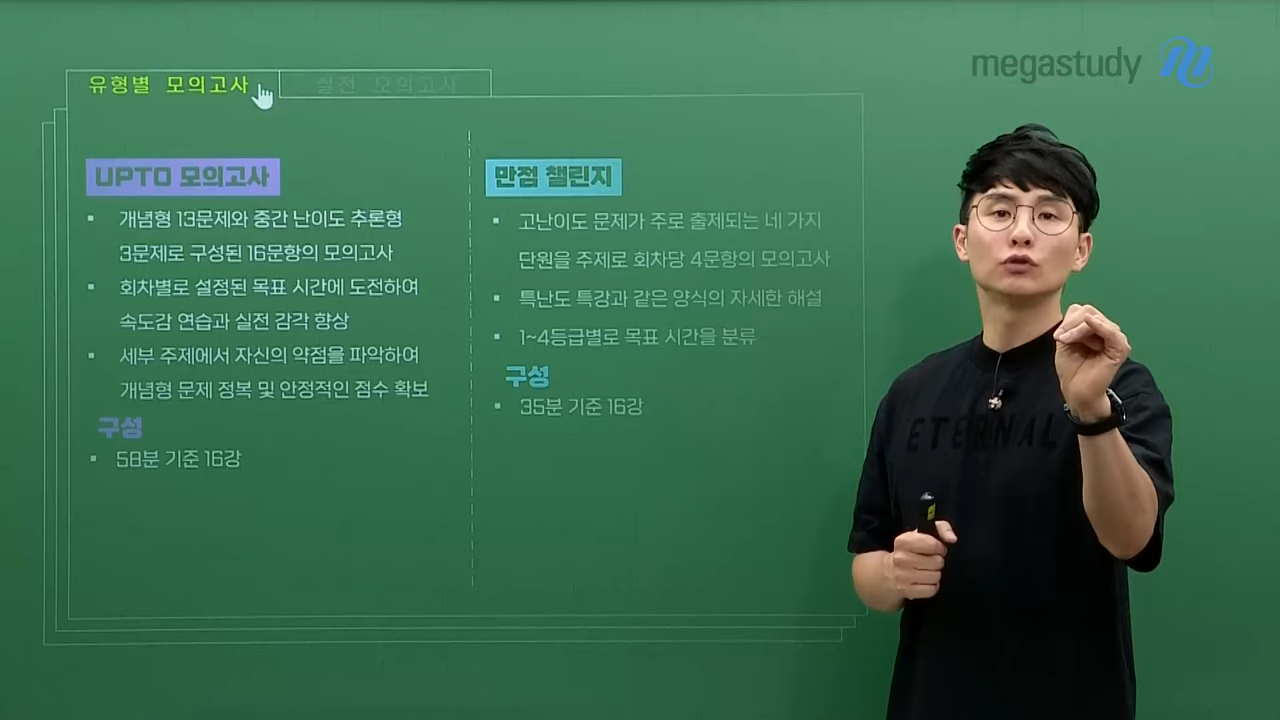 유형별 모의고사
실전 모의고사
megastudy
UPTO 모의고사
개념형 13문제와 중간 난이도 추론형
3문제로 구성된 16문항의 모의고사
회차별로 설정된 목표 시간에 도전하여
속도감 연습과 실전 감각 향상
세부 주제에서 자신의 약점을 파악하여
개념형 문제 정복 및 안정적인 점수 확보
구성
58분 기준 16강
만점 챌린지
고난이도 문제가 주로 출제되는 네 가지
단원을 주제로 회차당 4문항의 모의고사
특난도 특강과 같은 양식의 자세한 해설
1~4등급별로 목표 시간을 분류
구성
35분 기준 16강
ETERNAL